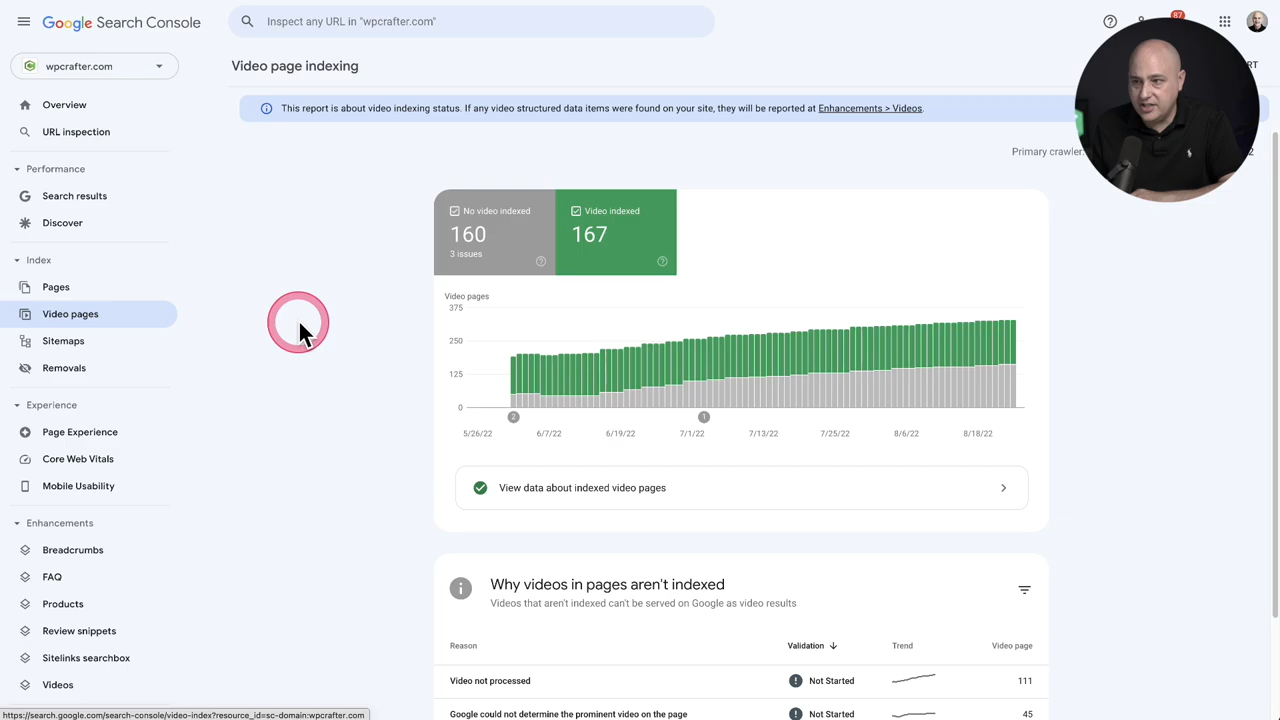 Google Search Console
Inspect any URL in "wpcrafter.com"
87
wpcrafter.com
Video page indexing
RT
This report is about video indexing status. If any video structured data items were found on your site, they will be reported at Enhancements > Videos.
Primary crawler:
2
Overview
URL inspection
Performance
Search results
Discover
Index
Pages
Video pages
Sitemaps
Removals
Experience
Page Experience
Core Web Vitals
Mobile Usability
Enhancements
Breadcrumbs
FAQ
Products
Review snippets
Sitelinks searchbox
Videos
No video indexed
160
3 issues
Video indexed
167
Video pages
375
250
125
0
2
1
5/26/22 6/7/22 6/19/22 7/1/22 7/13/22 7/25/22 8/6/22 8/18/22
View data about indexed video pages
Why videos in pages aren't indexed
Videos that aren't indexed can't be served on Google as video results
Reason Validation Trend Video page
Video not processed Not Started 111
Google could not determine the prominent video on the page Not Started 45
https://search.google.com/search-console/video-index?resource_id=sc-domain:wpcrafter.com